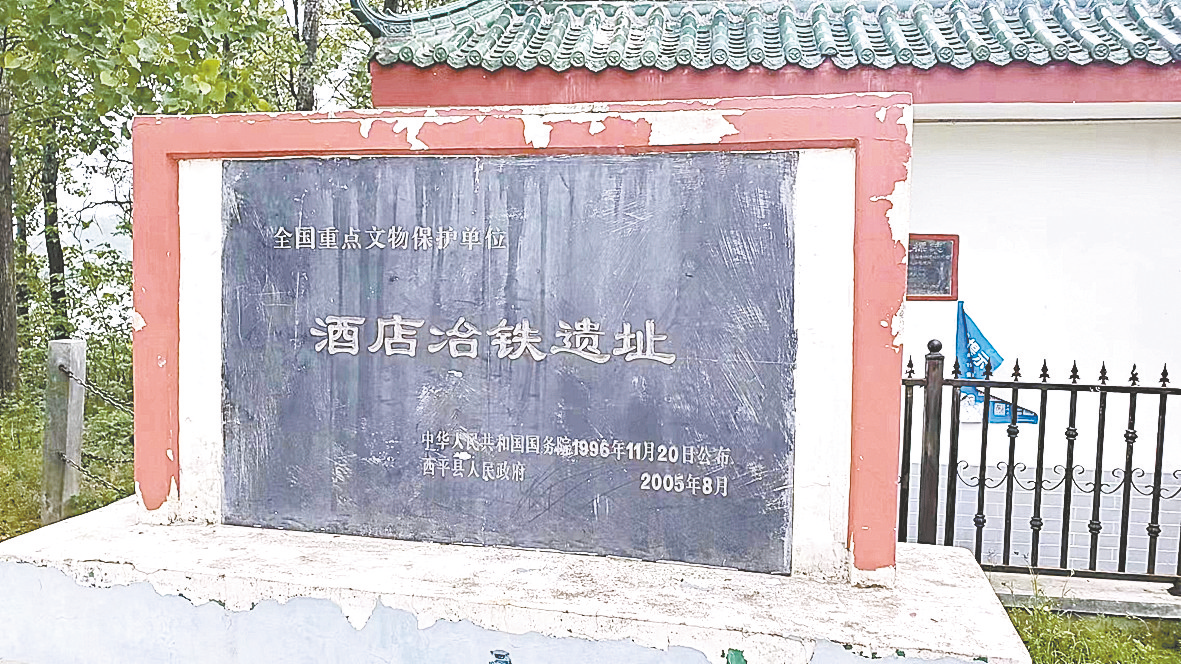 全国重点文物保护单位
酒店冶铁遗址
中华人民共和国国务院1996年11月20日公布
西平县人民政府 2005年8月